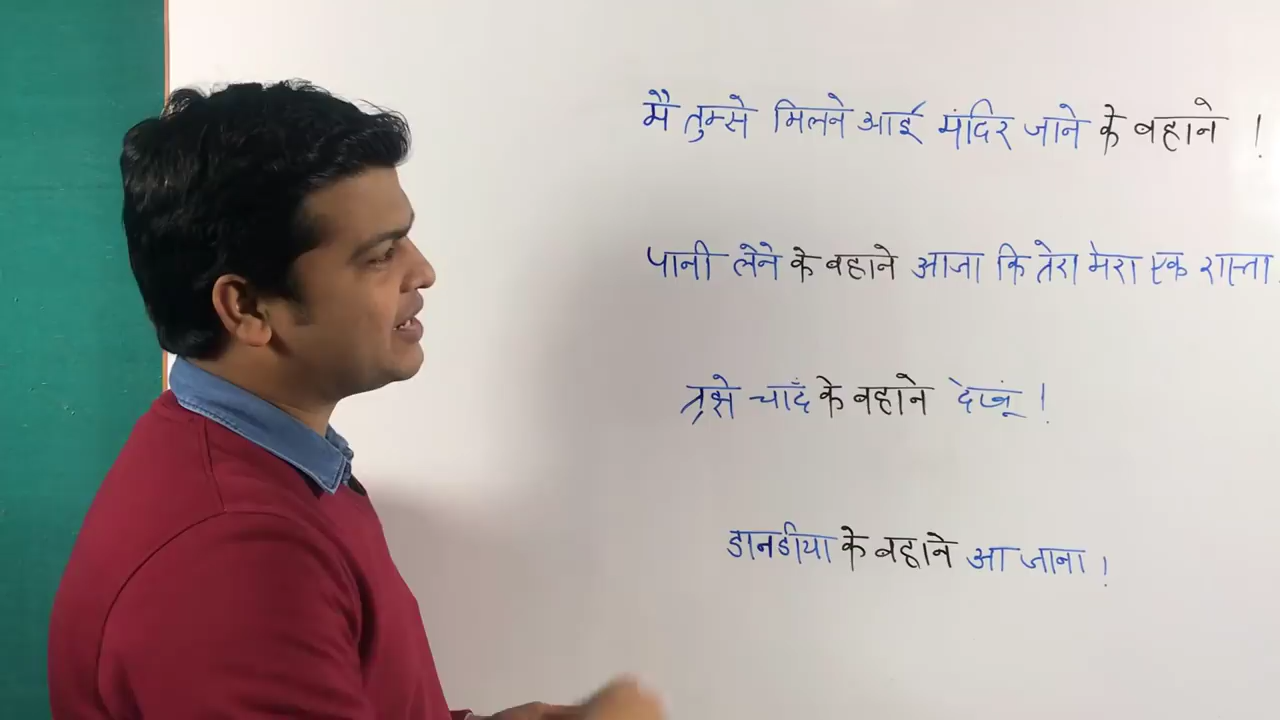 मै तुम्से मिलने आई मंदिर जाने के बहाने !
पानी लेने के बहाने आजा कि तेरा मेरा एक रास्ता
चाँद के बहाने देखूं !
डानडीया के बहाने आ जाना !